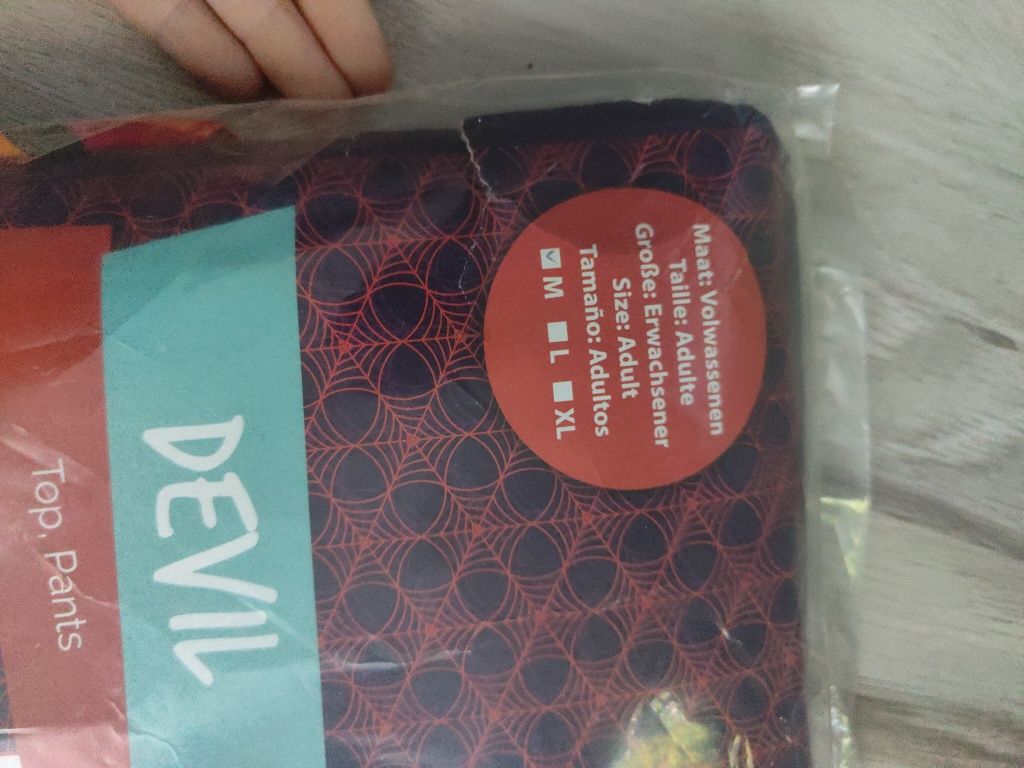 Maat: Volwassenen
Taille: Adulte
Große: Erwachsener
Size: Adult
Tamaño: Adultos
M L XL
DEVIL
Top, Pants